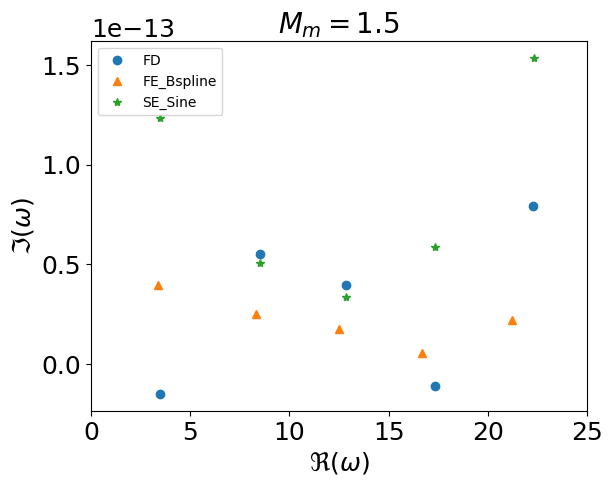 1e−13
M_m = 1.5
FD
FE_Bspline
SE_Sine
1.5
1.0
0.5
0.0
ℑ(ω)
0 5 10 15 20 25
ℜ(ω)